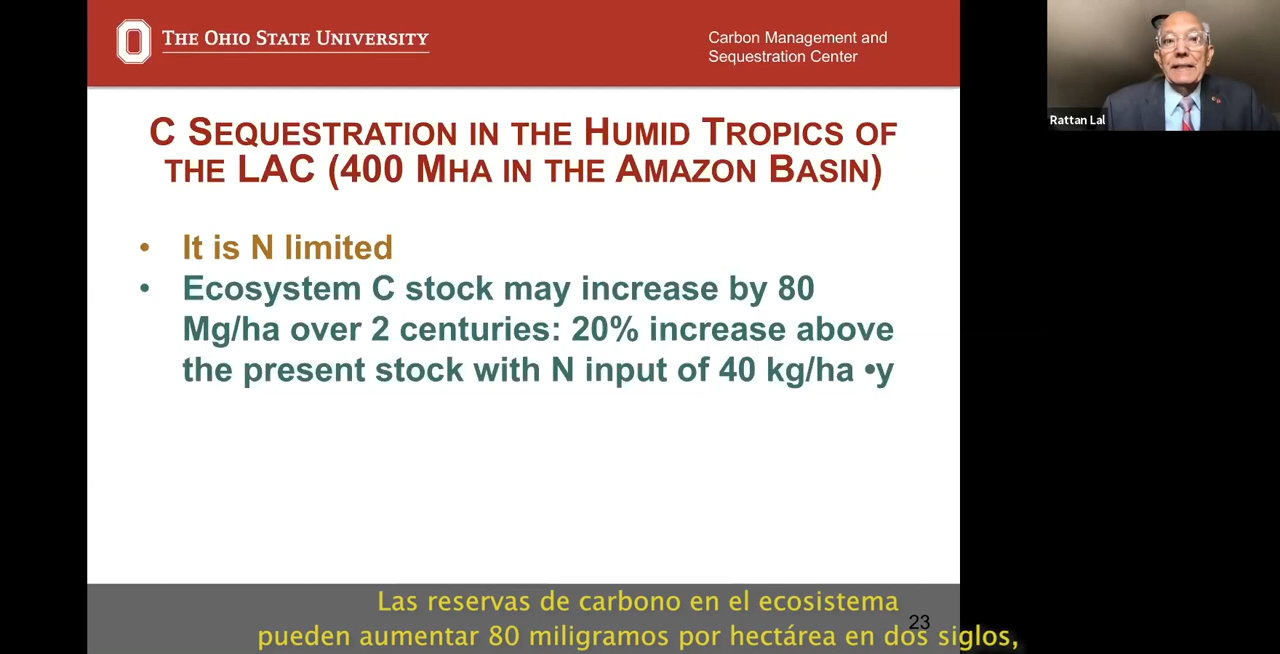 THE OHIO STATE UNIVERSITY
Carbon Management and
Sequestration Center
Rattan Lal
C SEQUESTRATION IN THE HUMID TROPICS OF
THE LAC (400 MHA IN THE AMAZON BASIN)
• It is N limited
• Ecosystem C stock may increase by 80
Mg/ha over 2 centuries: 20% increase above
the present stock with N input of 40 kg/ha •y
Las reservas de carbono en el ecosistema
23
pueden aumentar 80 miligramos por hectárea en dos siglos,